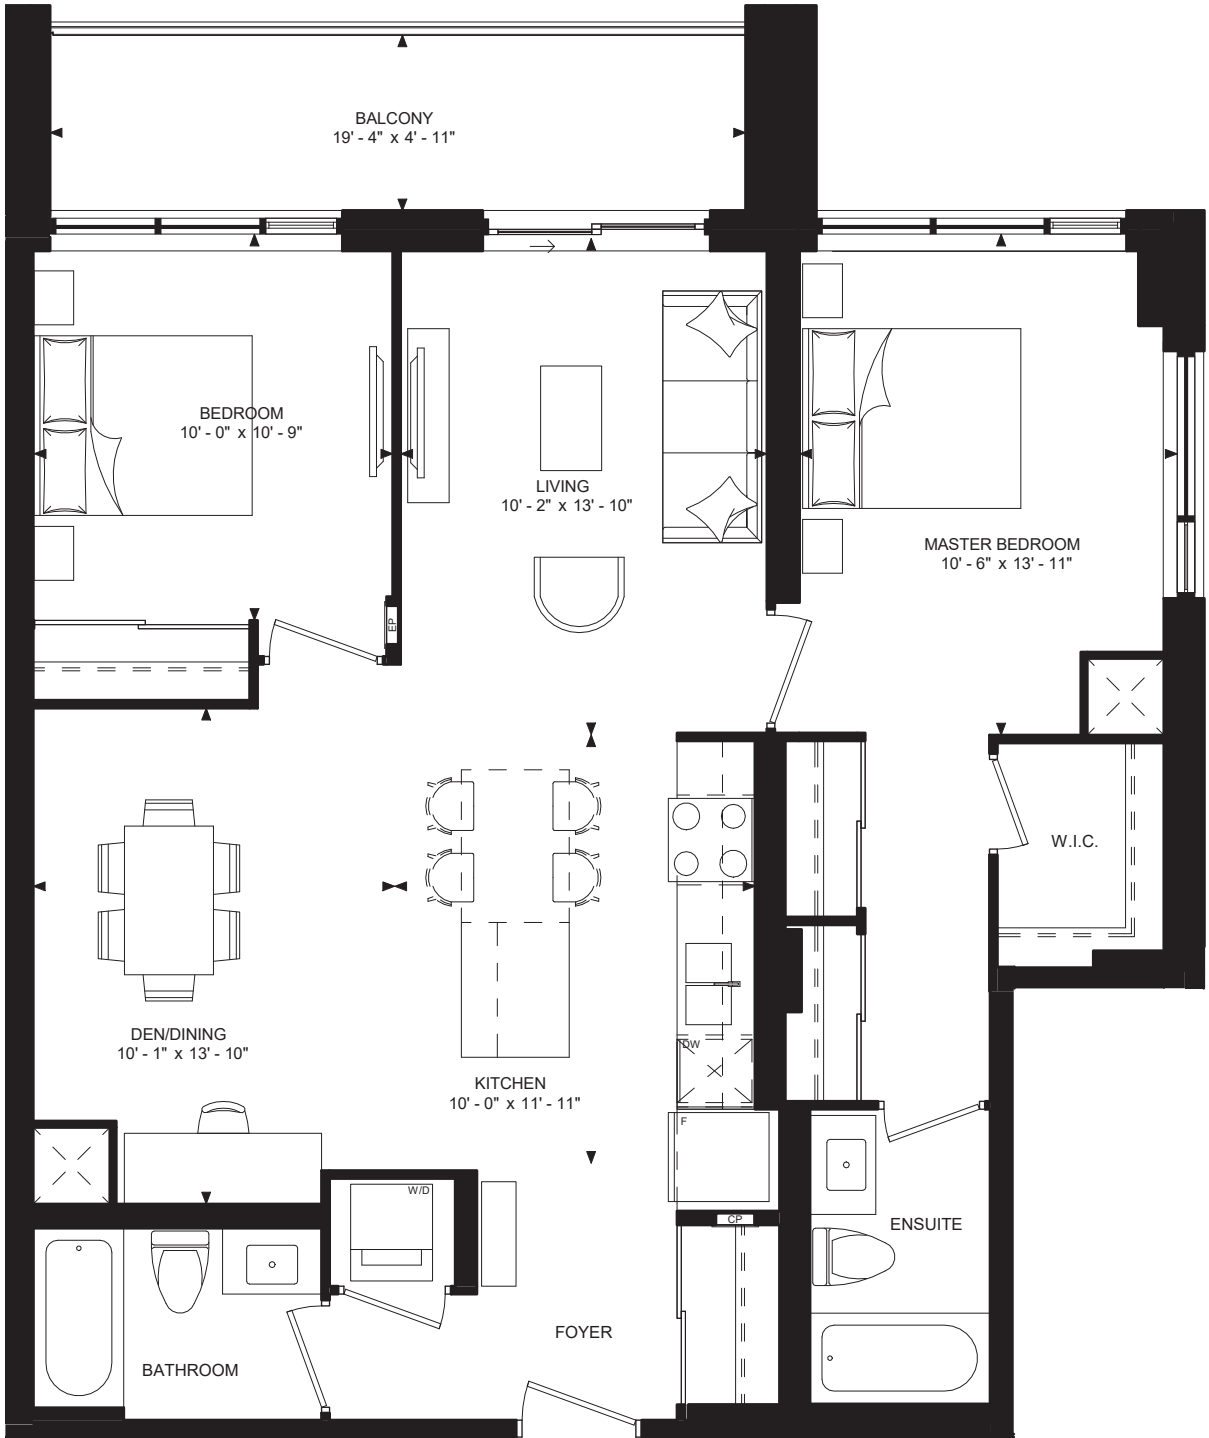 BALCONY
19' - 4" x 4' - 11"
BEDROOM
10' - 0" x 10' - 9"
LIVING
10' - 2" x 13' - 10"
MASTER BEDROOM
10' - 6" x 13' - 11"
EP
W.I.C.
DEN/DINING
10' - 1" x 13' - 10"
DW
KITCHEN
10' - 0" x 11' - 11"
F
W/D
CP
ENSUITE
FOYER
BATHROOM